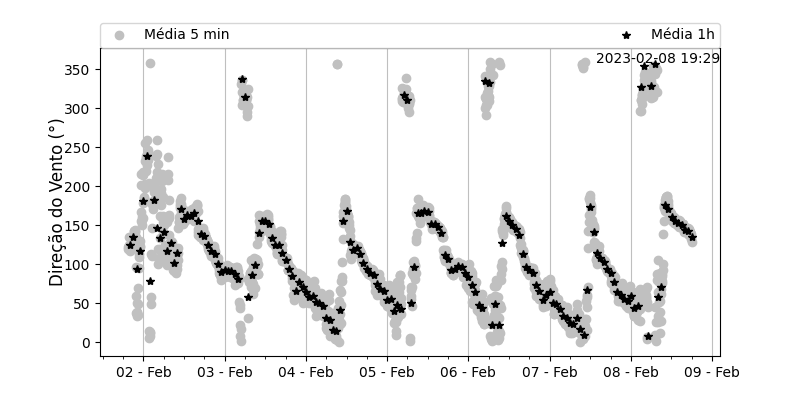 Média 5 min
Média 1h
2023-02-08 19:29
Direção do Vento (°)
350
300
250
200
150
100
50
0
02 - Feb
03 - Feb
04 - Feb
05 - Feb
06 - Feb
07 - Feb
08 - Feb
09 - Feb